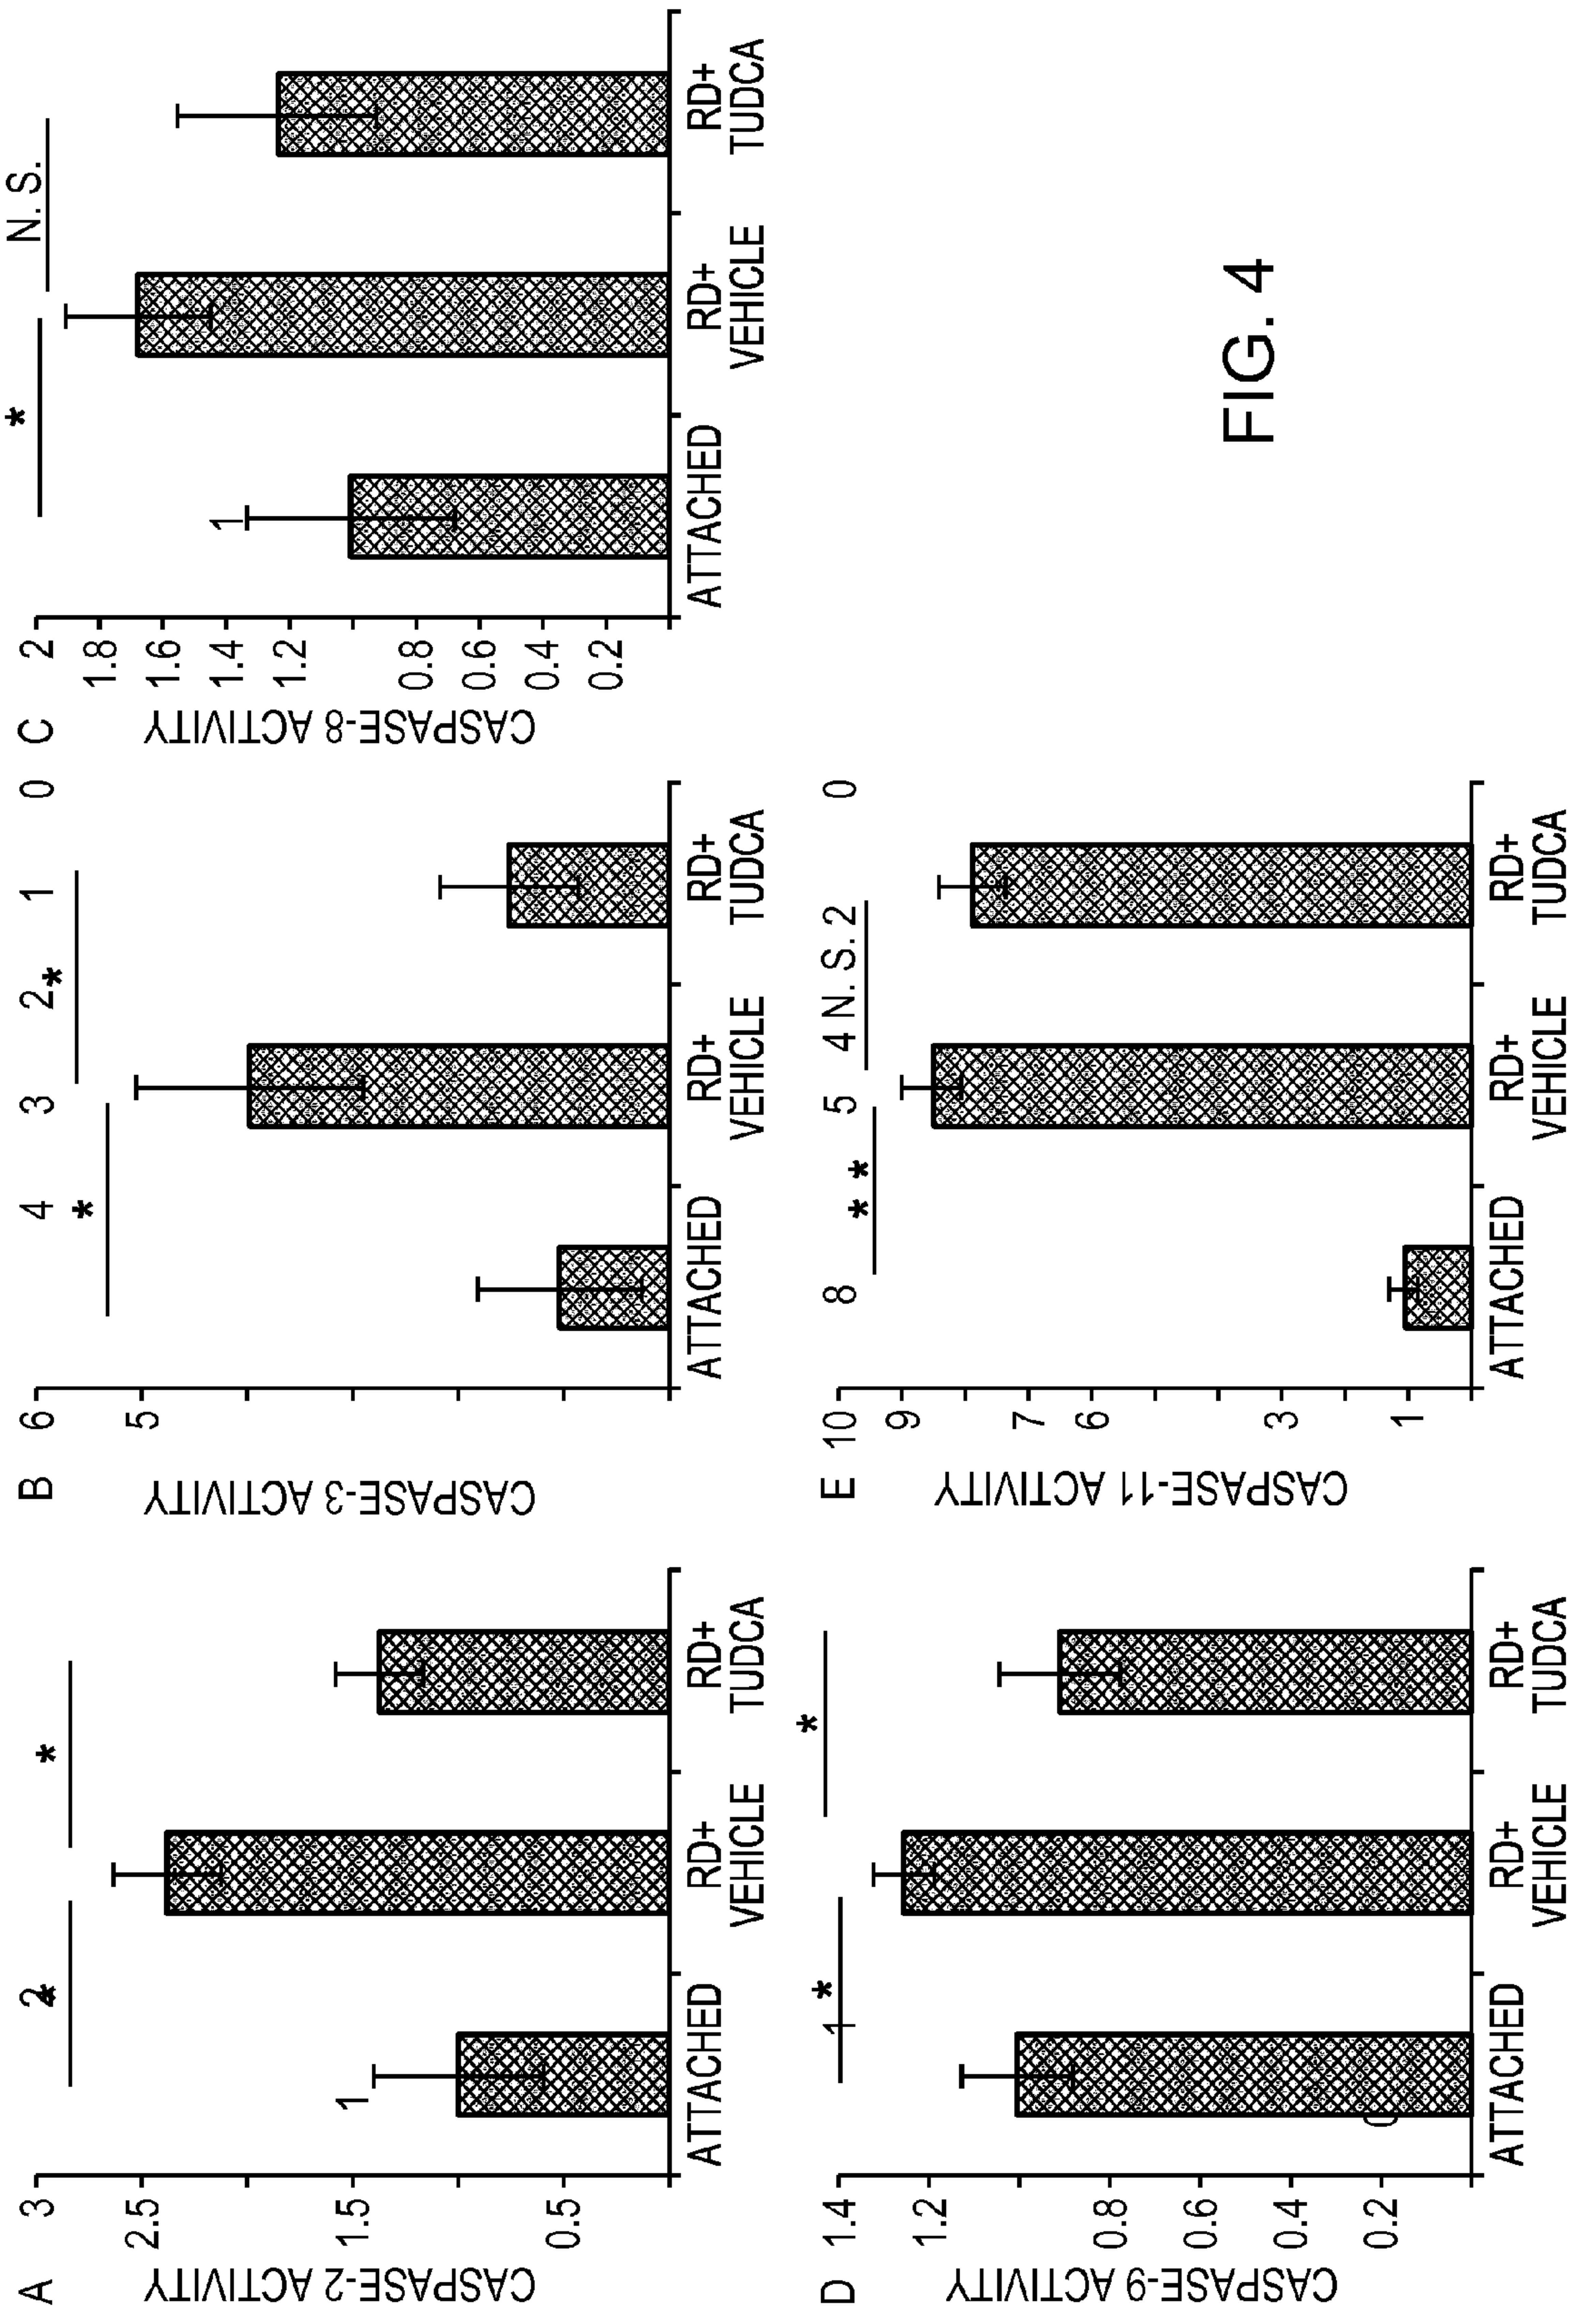 A
CASPASE-2 ACTIVITY
3
2.5
2
1.5
1
0.5
*
*
ATTACHED
RD+
VEHICLE
RD+
TUDCA
B
CASPASE-3 ACTIVITY
6
5
4
3
2
1
0
*
*
ATTACHED
RD+
VEHICLE
RD+
TUDCA
C
CASPASE-8 ACTIVITY
2
1.8
1.6
1.4
1.2
1
0.8
0.6
0.4
0.2
*
N. S.
ATTACHED
RD+
VEHICLE
RD+
TUDCA
D
CASPASE-9 ACTIVITY
1.4
1.2
1
0.8
0.6
0.4
0.2
0
*
*
ATTACHED
RD+
VEHICLE
RD+
TUDCA
E
CASPASE-11 ACTIVITY
10
9
8
7
6
5
4
3
2
1
0
* *
N. S.
ATTACHED
RD+
VEHICLE
RD+
TUDCA
FIG. 4